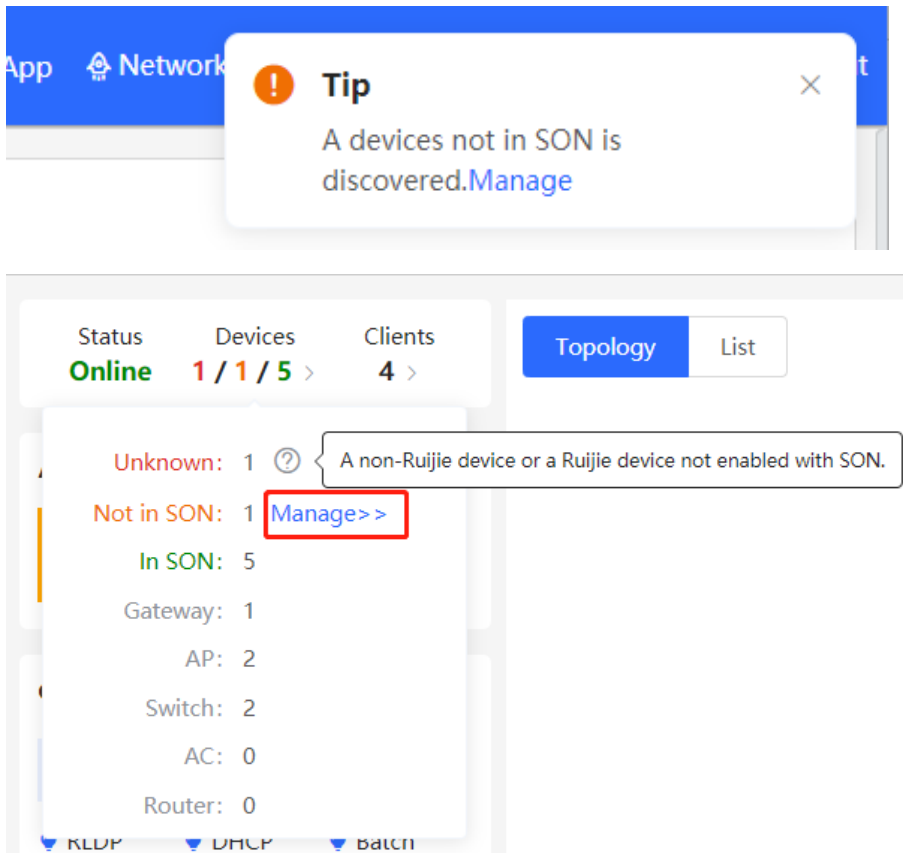 App Network t
Tip
A devices not in SON is
discovered.Manage
Status Devices Clients
Online 1 / 1 / 5 > 4 >
Topology List
Unknown: 1 ? A non-Ruijie device or a Ruijie device not enabled with SON.
Not in SON: 1 Manage>>
In SON: 5
Gateway: 1
AP: 2
Switch: 2
AC: 0
Router: 0
RLDP DHCP Batch